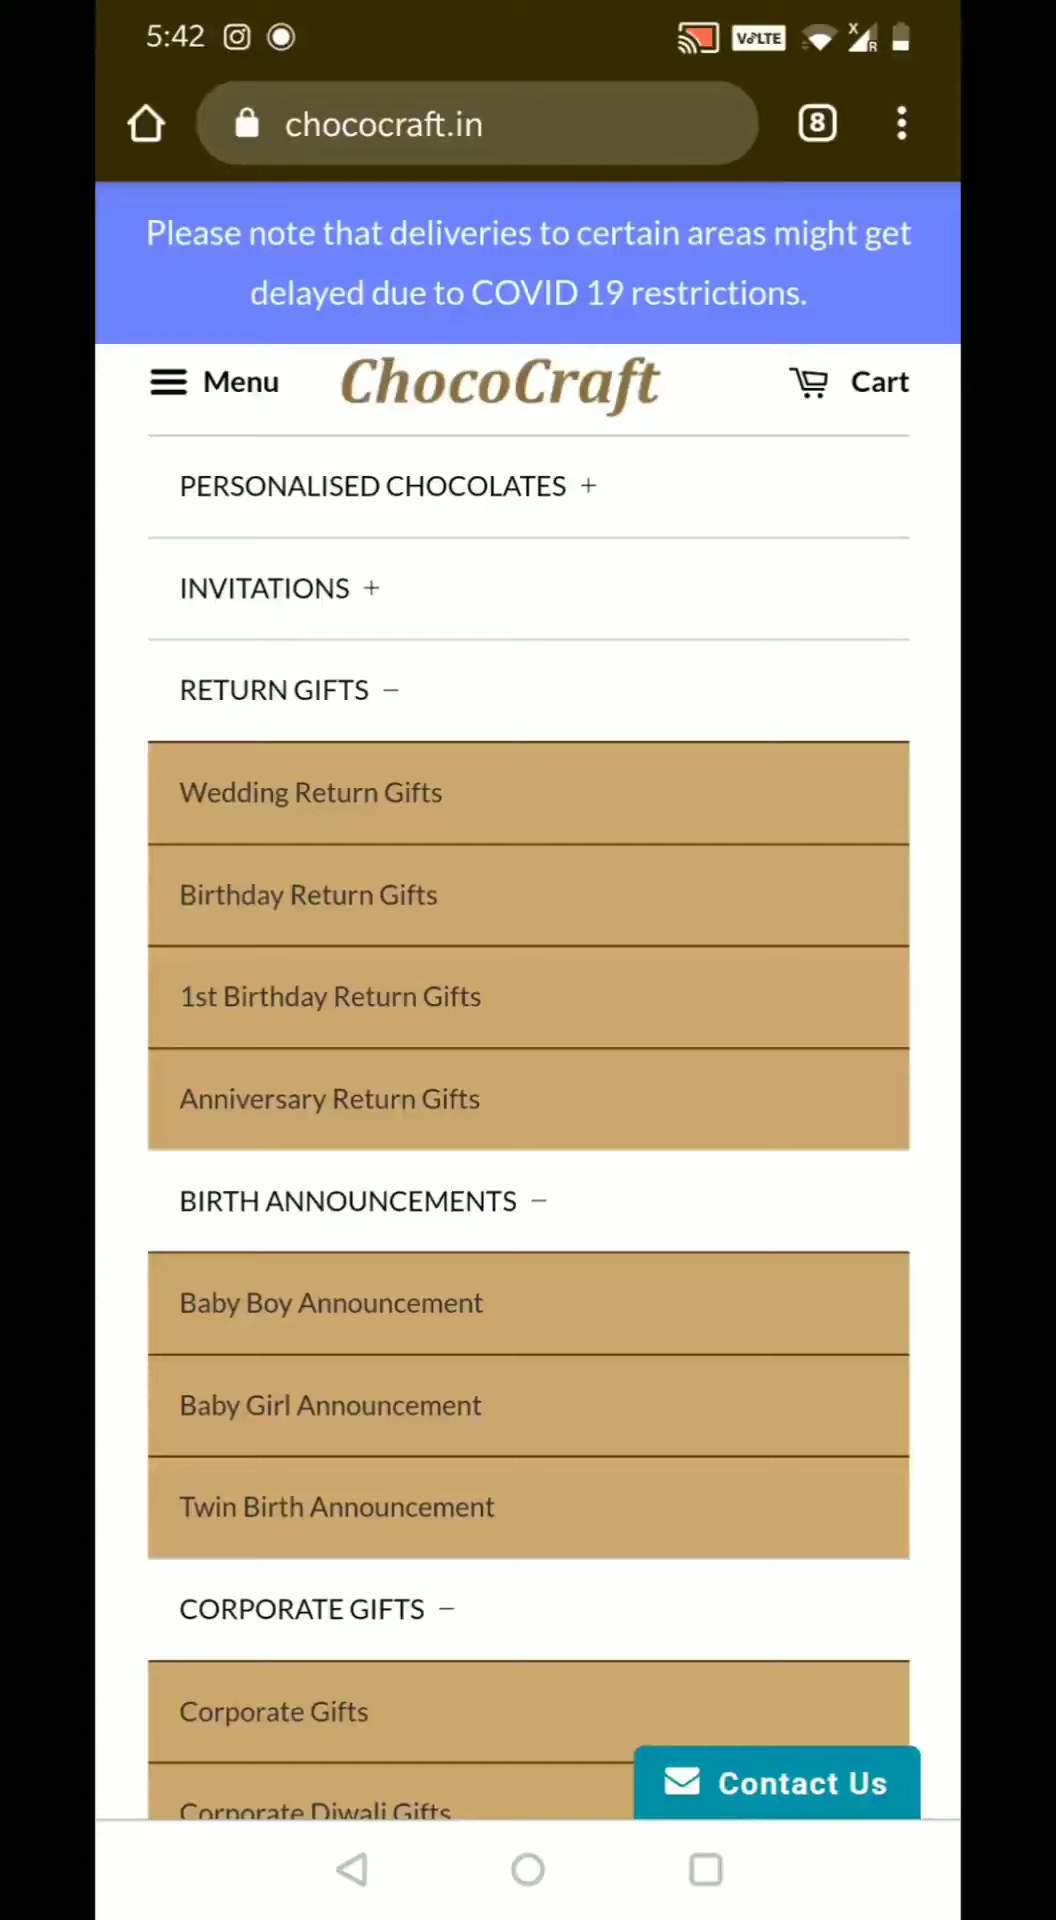 5:42
VoLTE
X
R
chococraft.in
8
Please note that deliveries to certain areas might get
delayed due to COVID 19 restrictions.
Menu
ChocoCraft
Cart
PERSONALISED CHOCOLATES +
INVITATIONS +
RETURN GIFTS −
Wedding Return Gifts
Birthday Return Gifts
1st Birthday Return Gifts
Anniversary Return Gifts
BIRTH ANNOUNCEMENTS −
Baby Boy Announcement
Baby Girl Announcement
Twin Birth Announcement
CORPORATE GIFTS −
Corporate Gifts
Contact Us
Corporate Diwali Gifts